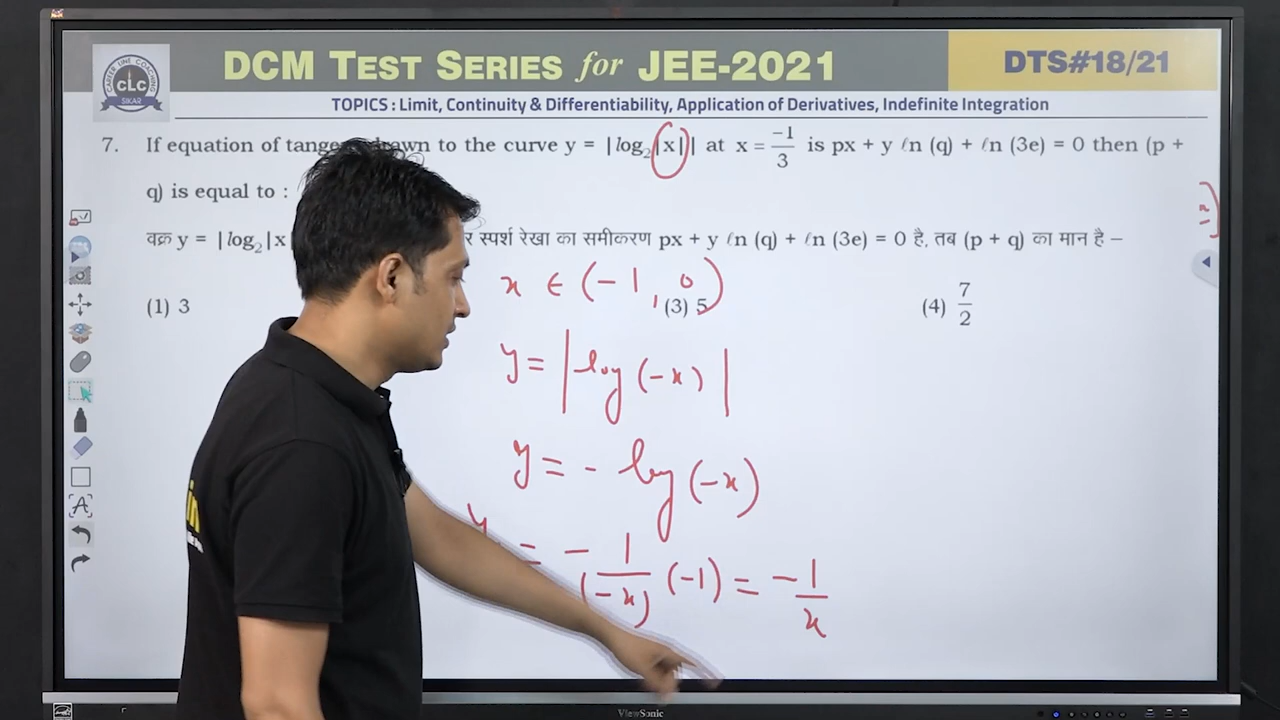 DCM TEST SERIES for JEE-2021
DTS#18/21
CAREER LINE COACHING
CLC
SIKAR
TOPICS : Limit, Continuity & Differentiability, Application of Derivatives, Indefinite Integration
7. If equation of drawn to the curve y = |log₂|x|| at x = -1/3 is px + y ℓn (q) + ℓn (3e) = 0 then (p +
q) is equal to :
वक्र y = |log₂|x स्पर्श रेखा का समीकरण px + y ℓn (q) + ℓn (3e) = 0 है, तब (p + q) का मान है –
x ∈ (-1, 0)
(1) 3
(3) 5
(4) 7/2
y = |log(-x)|
y = - log(-x)
= - 1/(-x) (-1) = - 1/x
ViewSonic